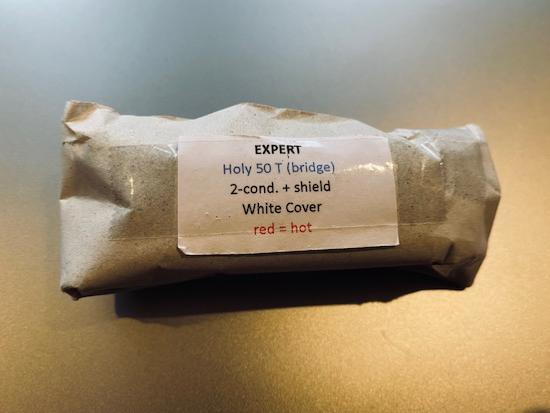 EXPERT
Holy 50 T (bridge)
2-cond. + shield
White Cover
red = hot